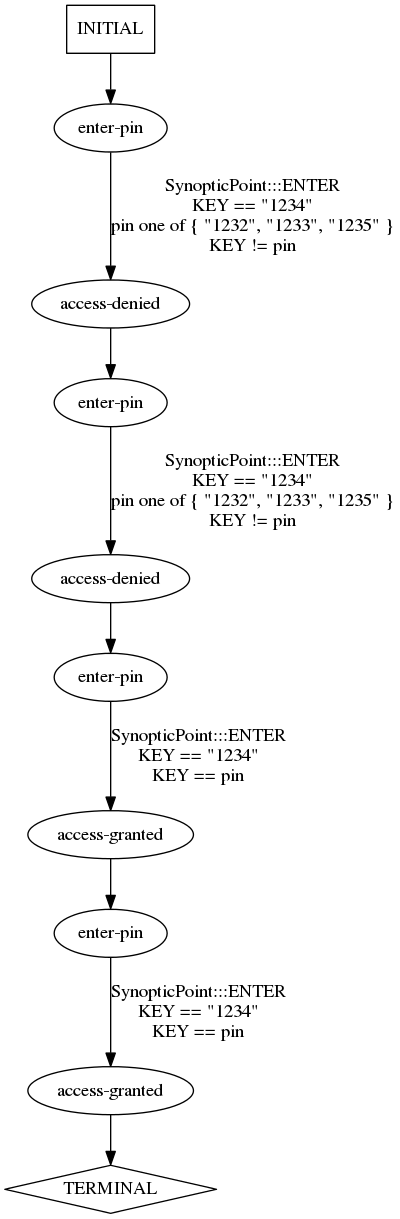 INITIAL
enter-pin
SynopticPoint:::ENTER
KEY == "1234"
pin one of { "1232", "1233", "1235" }
KEY != pin
access-denied
enter-pin
SynopticPoint:::ENTER
KEY == "1234"
pin one of { "1232", "1233", "1235" }
KEY != pin
access-denied
enter-pin
SynopticPoint:::ENTER
KEY == "1234"
KEY == pin
access-granted
enter-pin
SynopticPoint:::ENTER
KEY == "1234"
KEY == pin
access-granted
TERMINAL